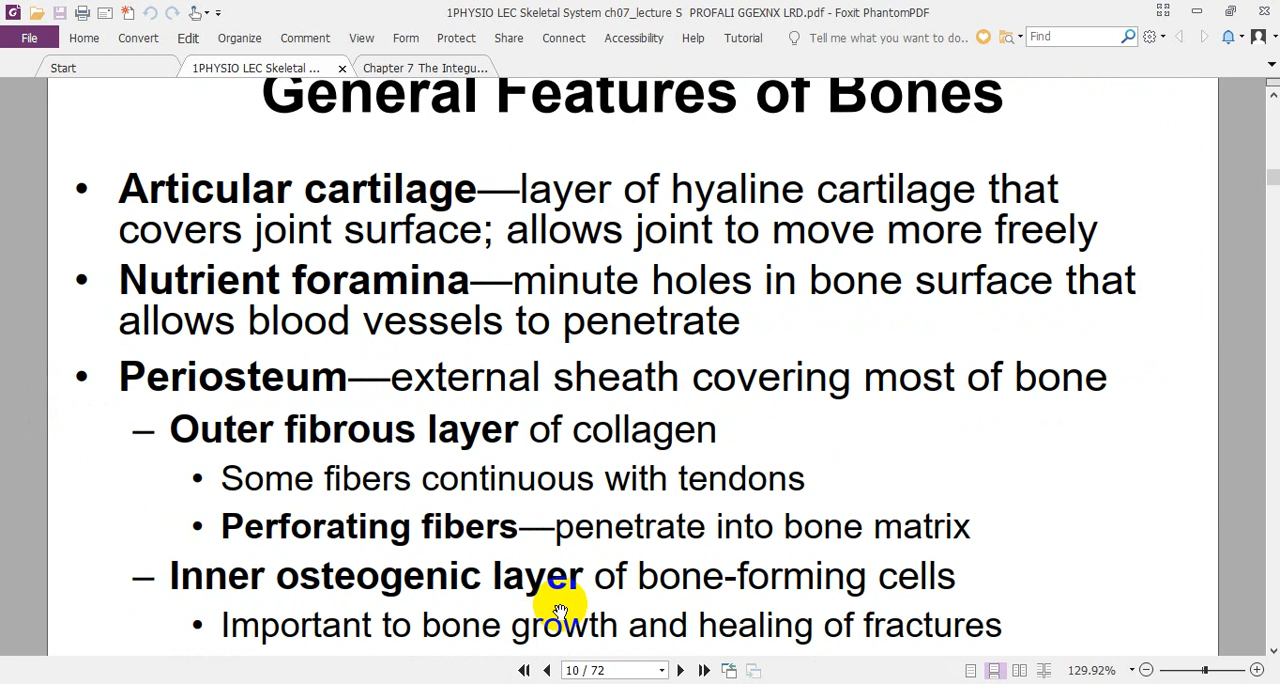 1PHYSIO LEC Skeletal System ch07_lecture S PROFALI GGEXNX LRD.pdf - Foxit PhantomPDF
File Home Convert Edit Organize Comment View Form Protect Share Connect Accessibility Help Tutorial Tell me what you want to do.. Find
Start 1PHYSIO LEC Skeletal ... Chapter 7 The Integu...
General Features of Bones
• Articular cartilage—layer of hyaline cartilage that
covers joint surface; allows joint to move more freely
• Nutrient foramina—minute holes in bone surface that
allows blood vessels to penetrate
• Periosteum—external sheath covering most of bone
– Outer fibrous layer of collagen
• Some fibers continuous with tendons
• Perforating fibers—penetrate into bone matrix
– Inner osteogenic layer of bone-forming cells
• Important to bone growth and healing of fractures
10 / 72 129.92%